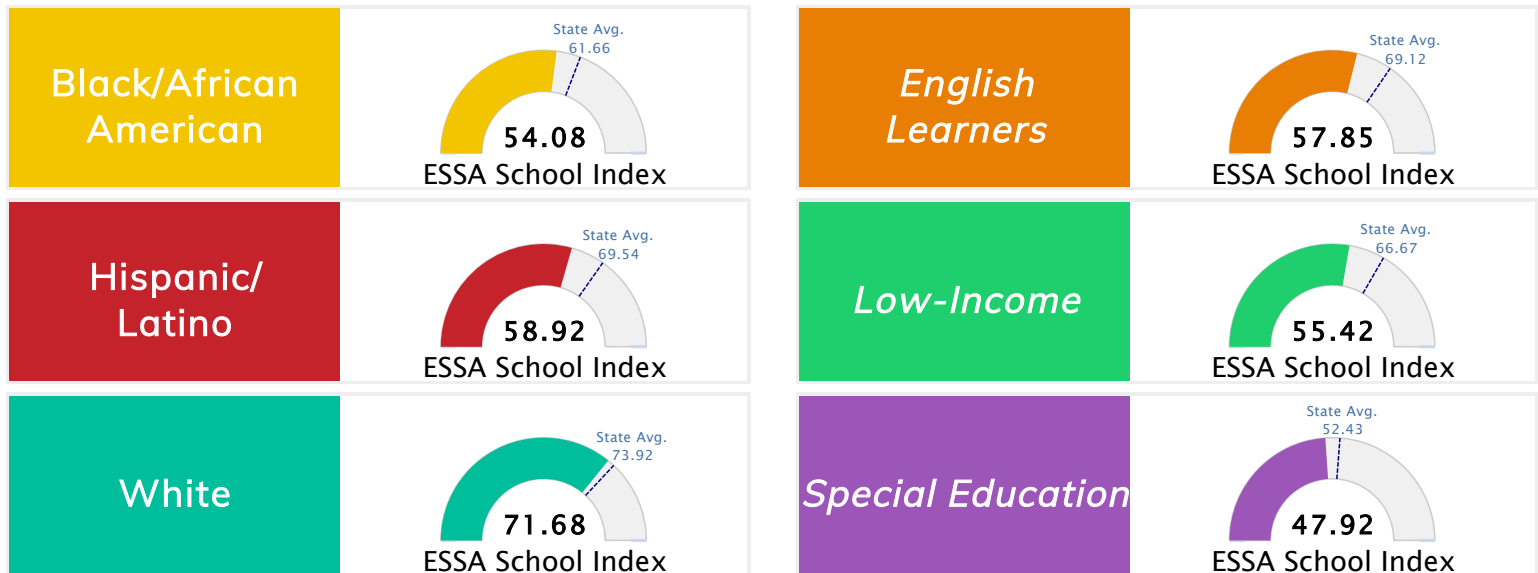 Black/African
American
State Avg.
61.66
54.08
ESSA School Index
English
Learners
State Avg.
69.12
57.85
ESSA School Index
Hispanic/
Latino
State Avg.
69.54
58.92
ESSA School Index
Low-Income
State Avg.
66.67
55.42
ESSA School Index
White
State Avg.
73.92
71.68
ESSA School Index
Special Education
State Avg.
52.43
47.92
ESSA School Index